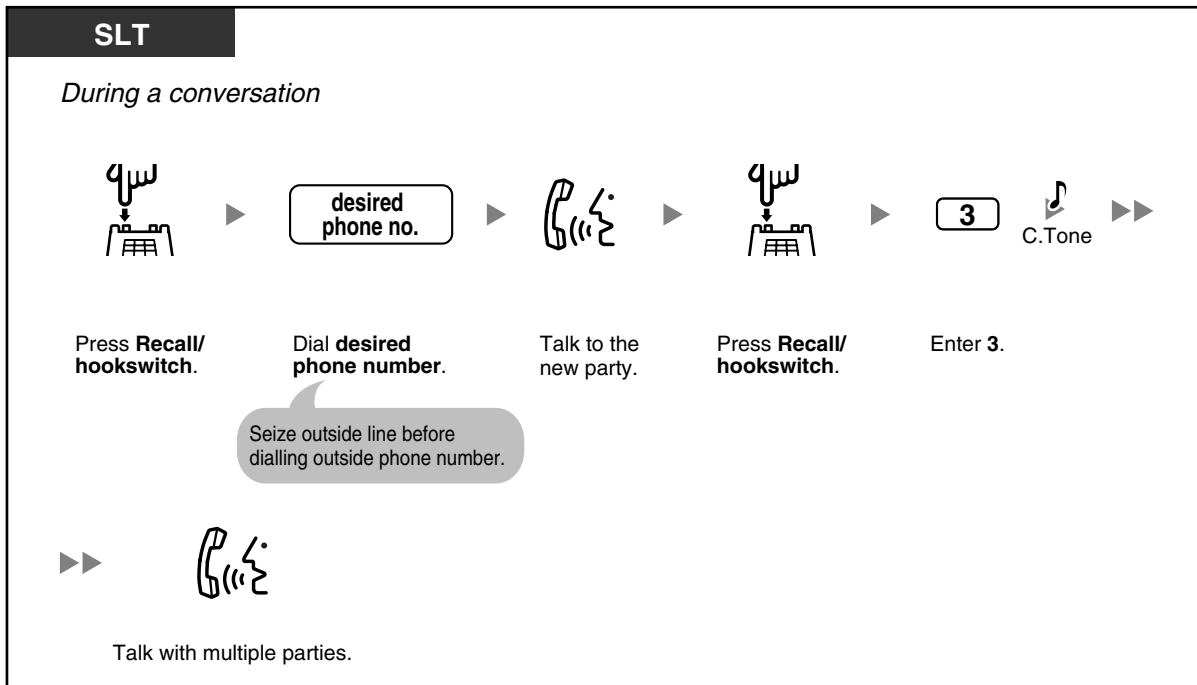 SLT
During a conversation
desired
phone no.
3
C.Tone
Press Recall/
hookswitch.
Dial desired
phone number.
Talk to the
new party.
Press Recall/
hookswitch.
Enter 3.
Seize outside line before
dialling outside phone number.
Talk with multiple parties.